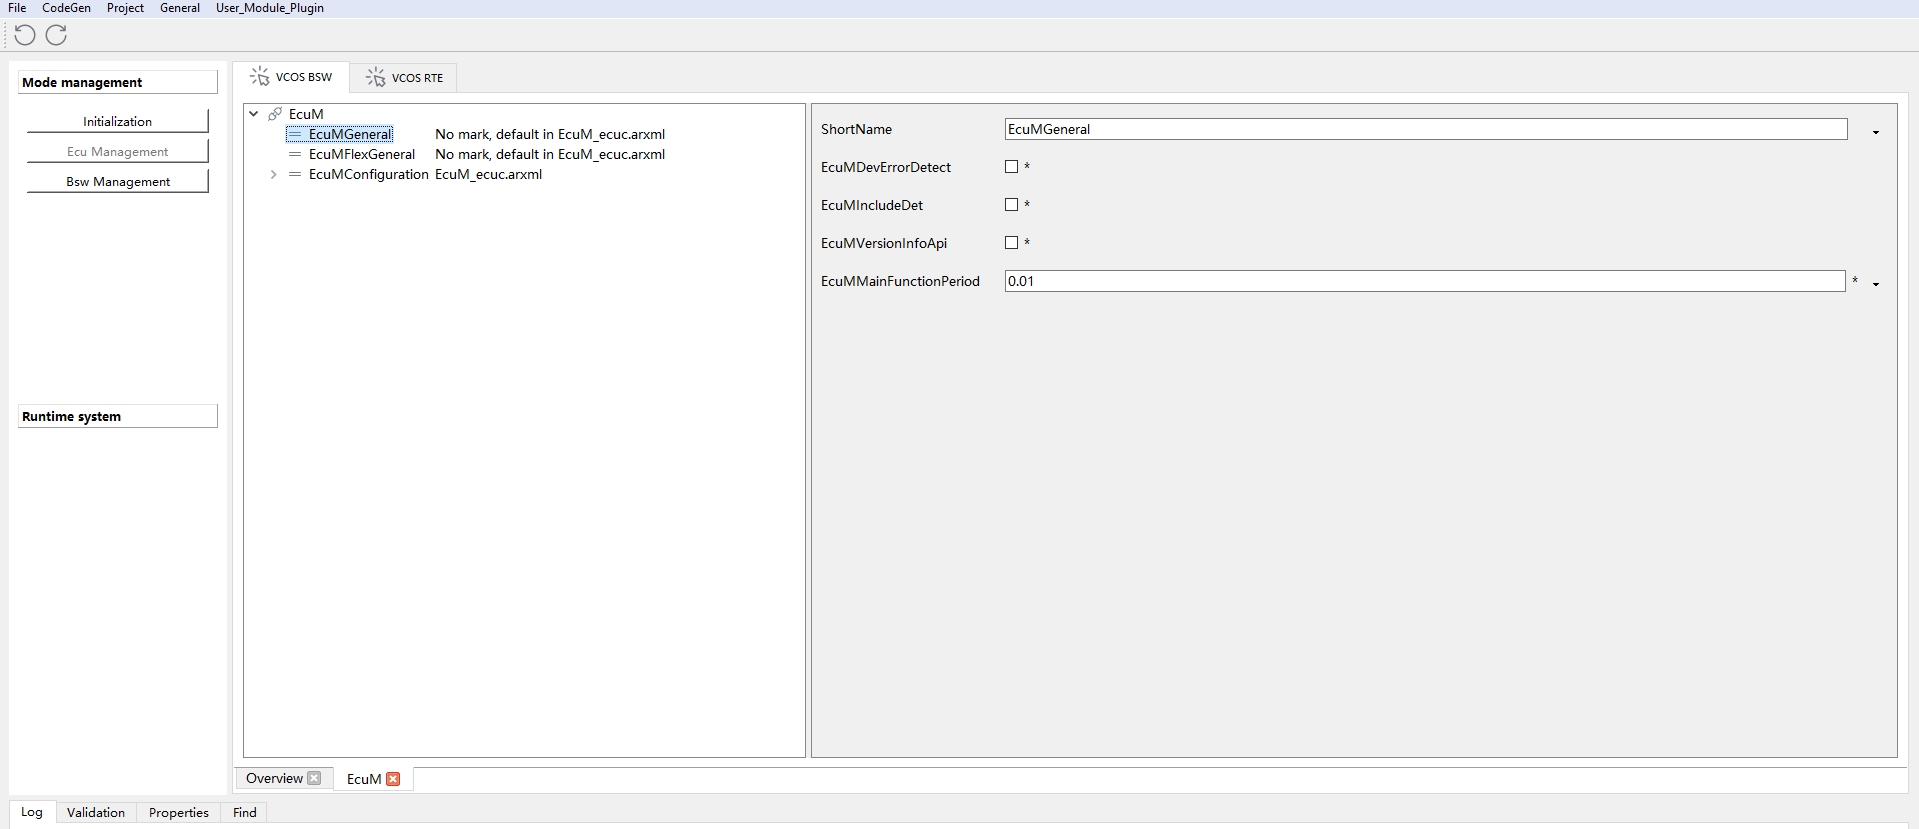 File CodeGen Project General User_Module_Plugin
Mode management
Initialization
Ecu Management
Bsw Management
Runtime system
VCOS BSW VCOS RTE
EcuM
EcuMGeneral No mark, default in EcuM_ecuc.arxml
EcuMFlexGeneral No mark, default in EcuM_ecuc.arxml
EcuMConfiguration EcuM_ecuc.arxml
ShortName EcuMGeneral
EcuMDevErrorDetect *
EcuMIncludeDet *
EcuMVersionInfoApi *
EcuMMainFunctionPeriod 0.01 *
Overview EcuM
Log Validation Properties Find